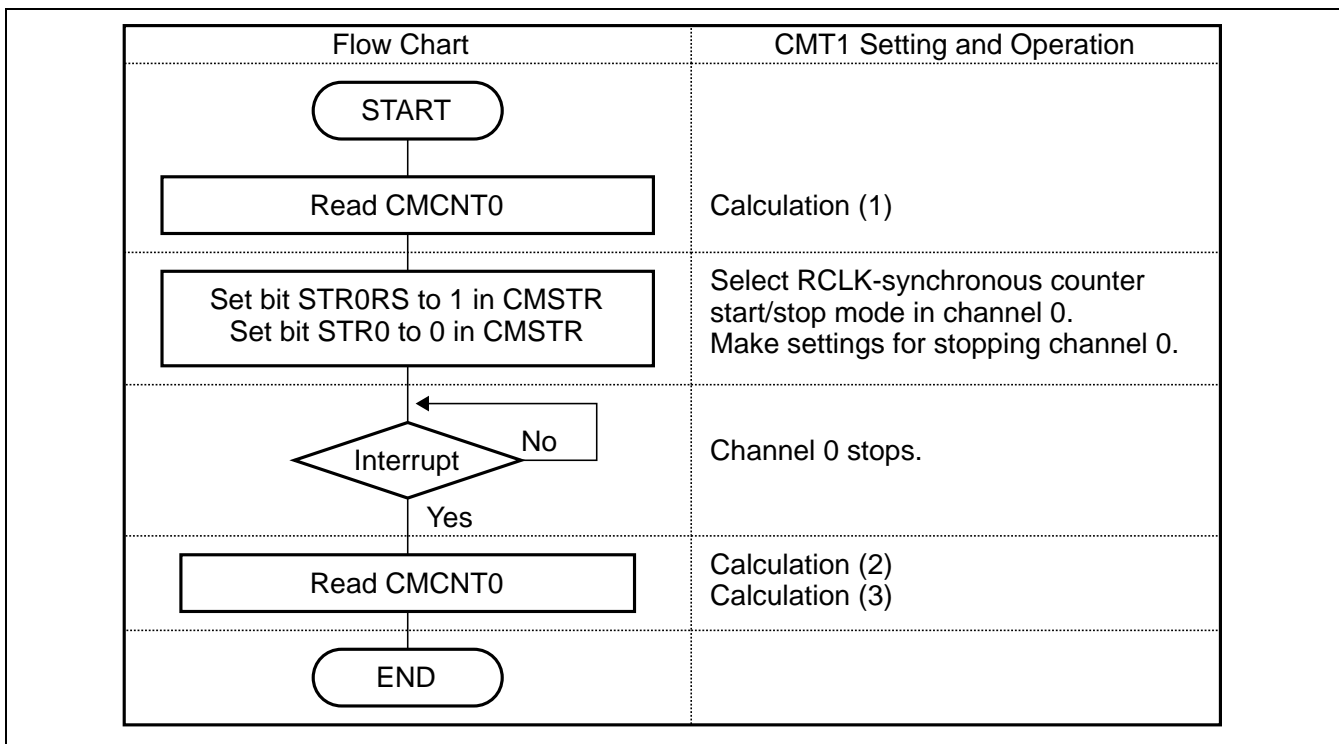 Flow Chart
CMT1 Setting and Operation
START
Read CMCNT0
Calculation (1)
Set bit STR0RS to 1 in CMSTR
Set bit STR0 to 0 in CMSTR
Select RCLK-synchronous counter
start/stop mode in channel 0.
Make settings for stopping channel 0.
Interrupt
No
Channel 0 stops.
Yes
Read CMCNT0
Calculation (2)
Calculation (3)
END